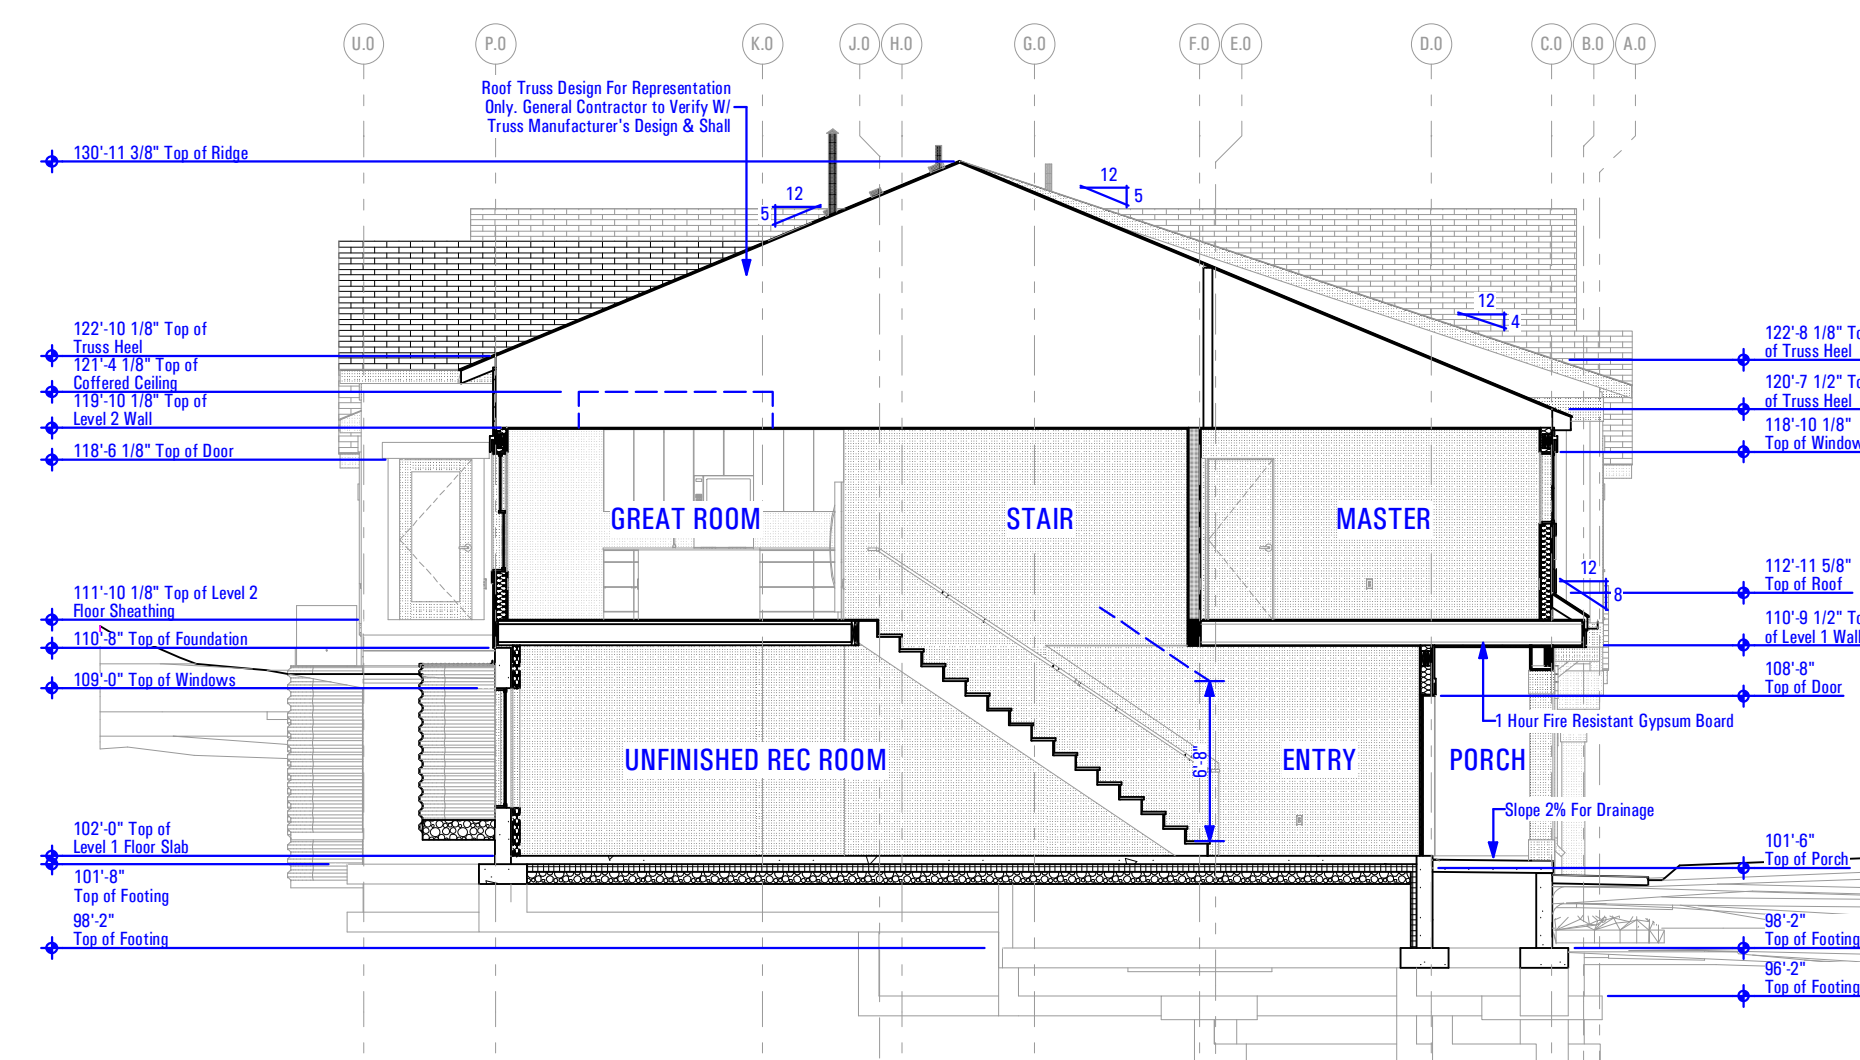 U.0 P.0 K.0 J.0 H.0 G.0 F.0 E.0 D.0 C.0 B.0 A.0
Roof Truss Design For Representation
Only. General Contractor to Verify W/
Truss Manufacturer's Design & Shall
130'-11 3/8" Top of Ridge
12
5
12
5
12
4
122'-10 1/8" Top of
Truss Heel
121'-4 1/8" Top of
Coffered Ceiling
119'-10 1/8" Top of
Level 2 Wall
118'-6 1/8" Top of Door
122'-8 1/8" To
of Truss Heel
120'-7 1/2" To
of Truss Heel
118'-10 1/8"
Top of Window
GREAT ROOM
STAIR
MASTER
111'-10 1/8" Top of Level 2
Floor Sheathing
110'-8" Top of Foundation
109'-0" Top of Windows
12
8
112'-11 5/8"
Top of Roof
110'-9 1/2" To
of Level 1 Wall
108'-8"
Top of Door
1 Hour Fire Resistant Gypsum Board
UNFINISHED REC ROOM
6'-8"
ENTRY
PORCH
Slope 2% For Drainage
102'-0" Top of
Level 1 Floor Slab
101'-8"
Top of Footing
98'-2"
Top of Footing
101'-6"
Top of Porch
98'-2"
Top of Footing
96'-2"
Top of Footing